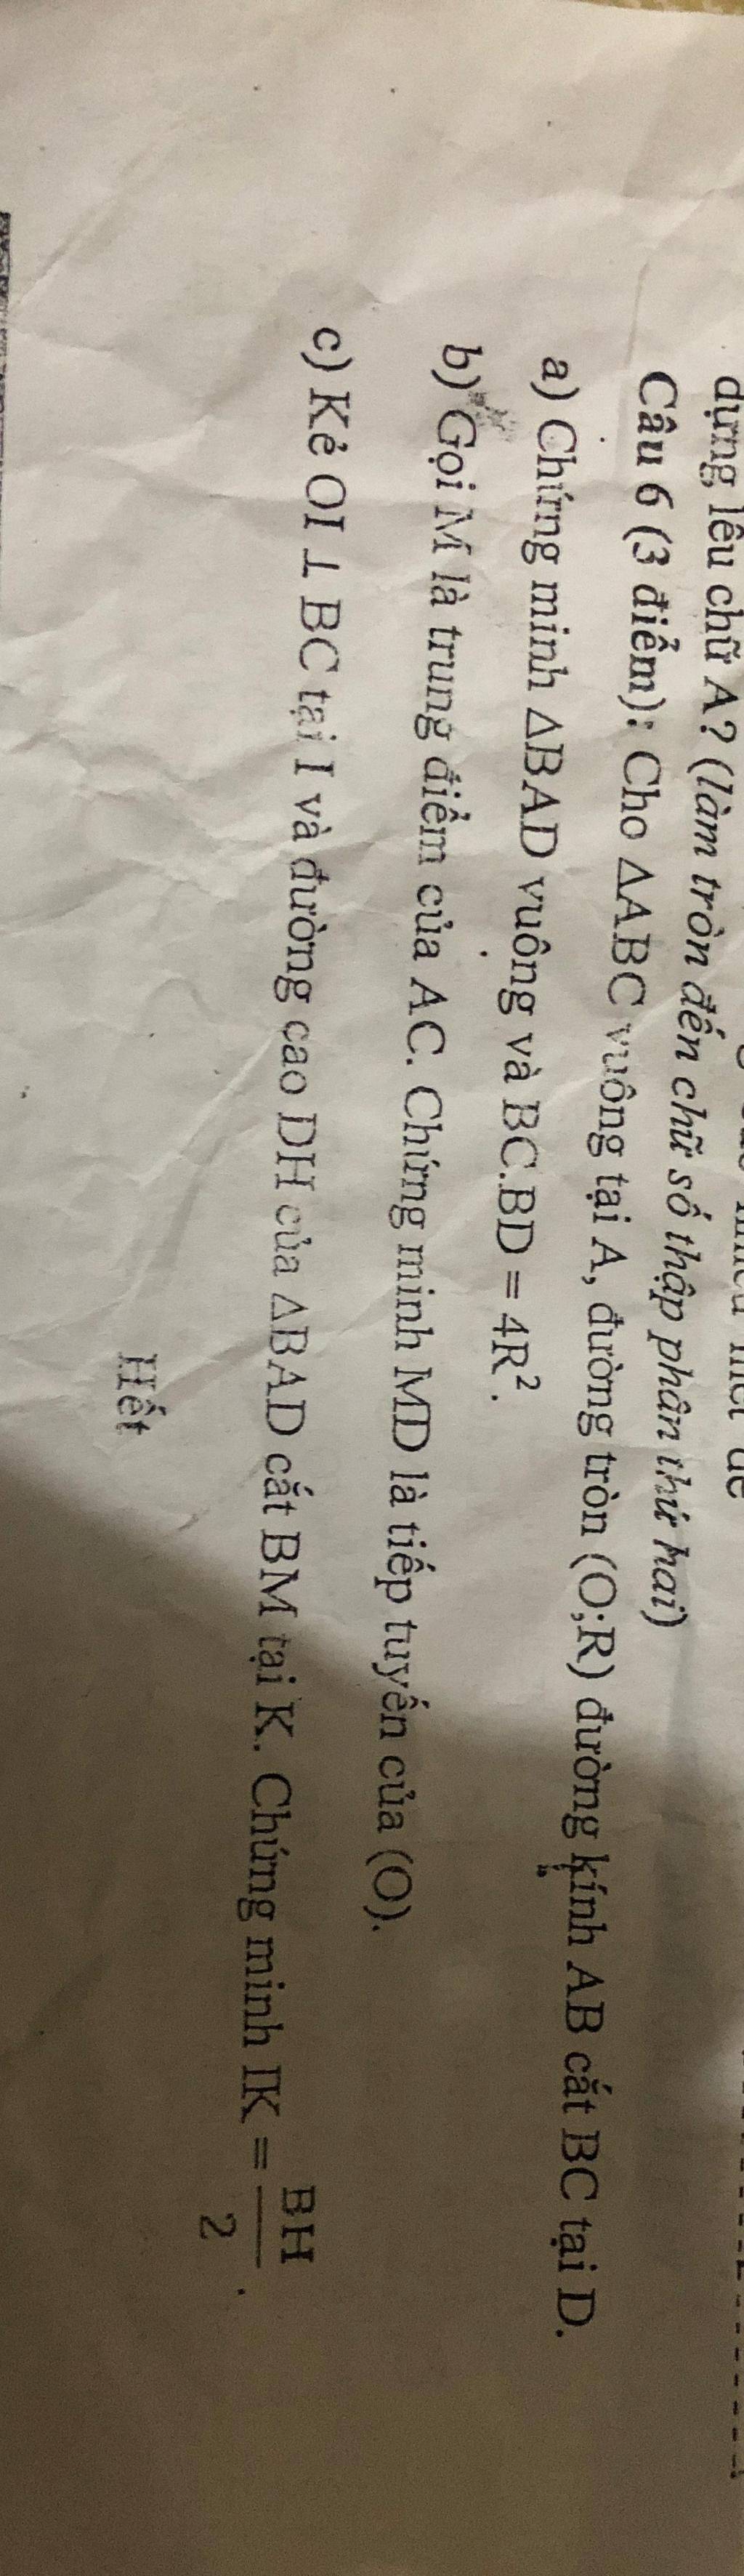 dựng lều chữ A? (làm tròn đến chữ số thập phân thứ hai)
Câu 6 (3 điểm): Cho ΔABC vuông tại A, đường tròn (O;R) đường kính AB cắt BC tại D.
a) Chứng minh ΔBAD vuông và BC.BD = 4R².
b) Gọi M là trung điểm của AC. Chứng minh MD là tiếp tuyến của (O).
c) Kẻ OI ⊥ BC tại I và đường cao DH của ΔBAD cắt BM tại K. Chứng minh IK = BH/2.
Hết